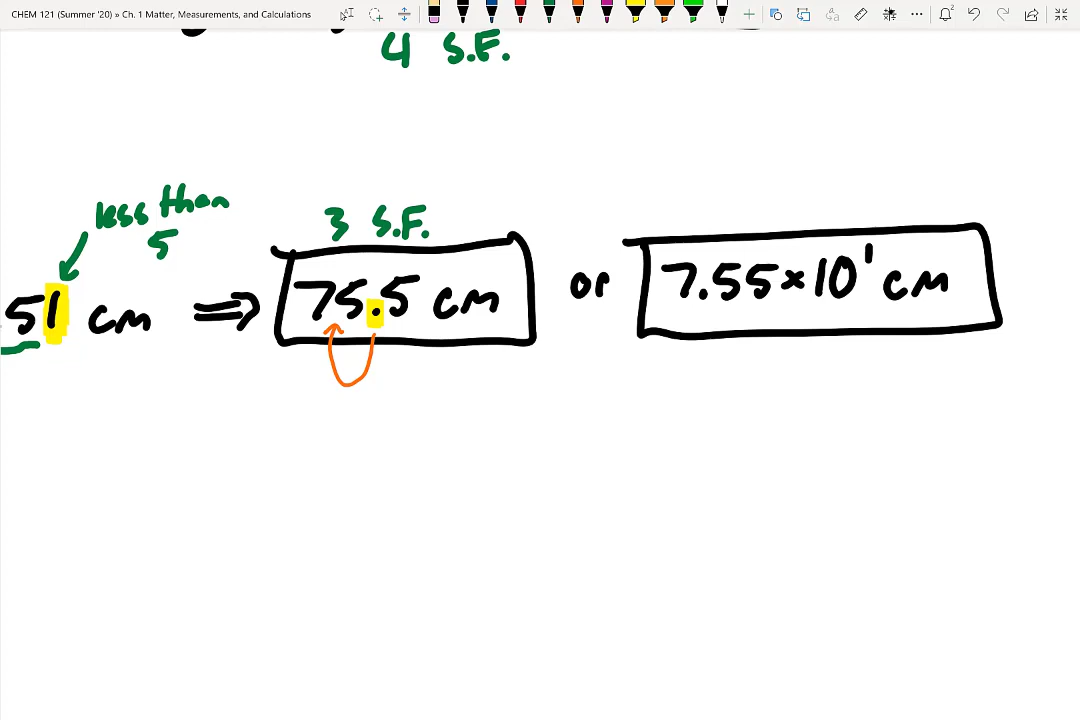 CHEM 121 (Summer '20) » Ch. 1 Matter, Measurements, and Calculations
4 S.F.
less than
5
3 S.F.
51 cm ⟹ 75.5 cm or 7.55×10¹ cm